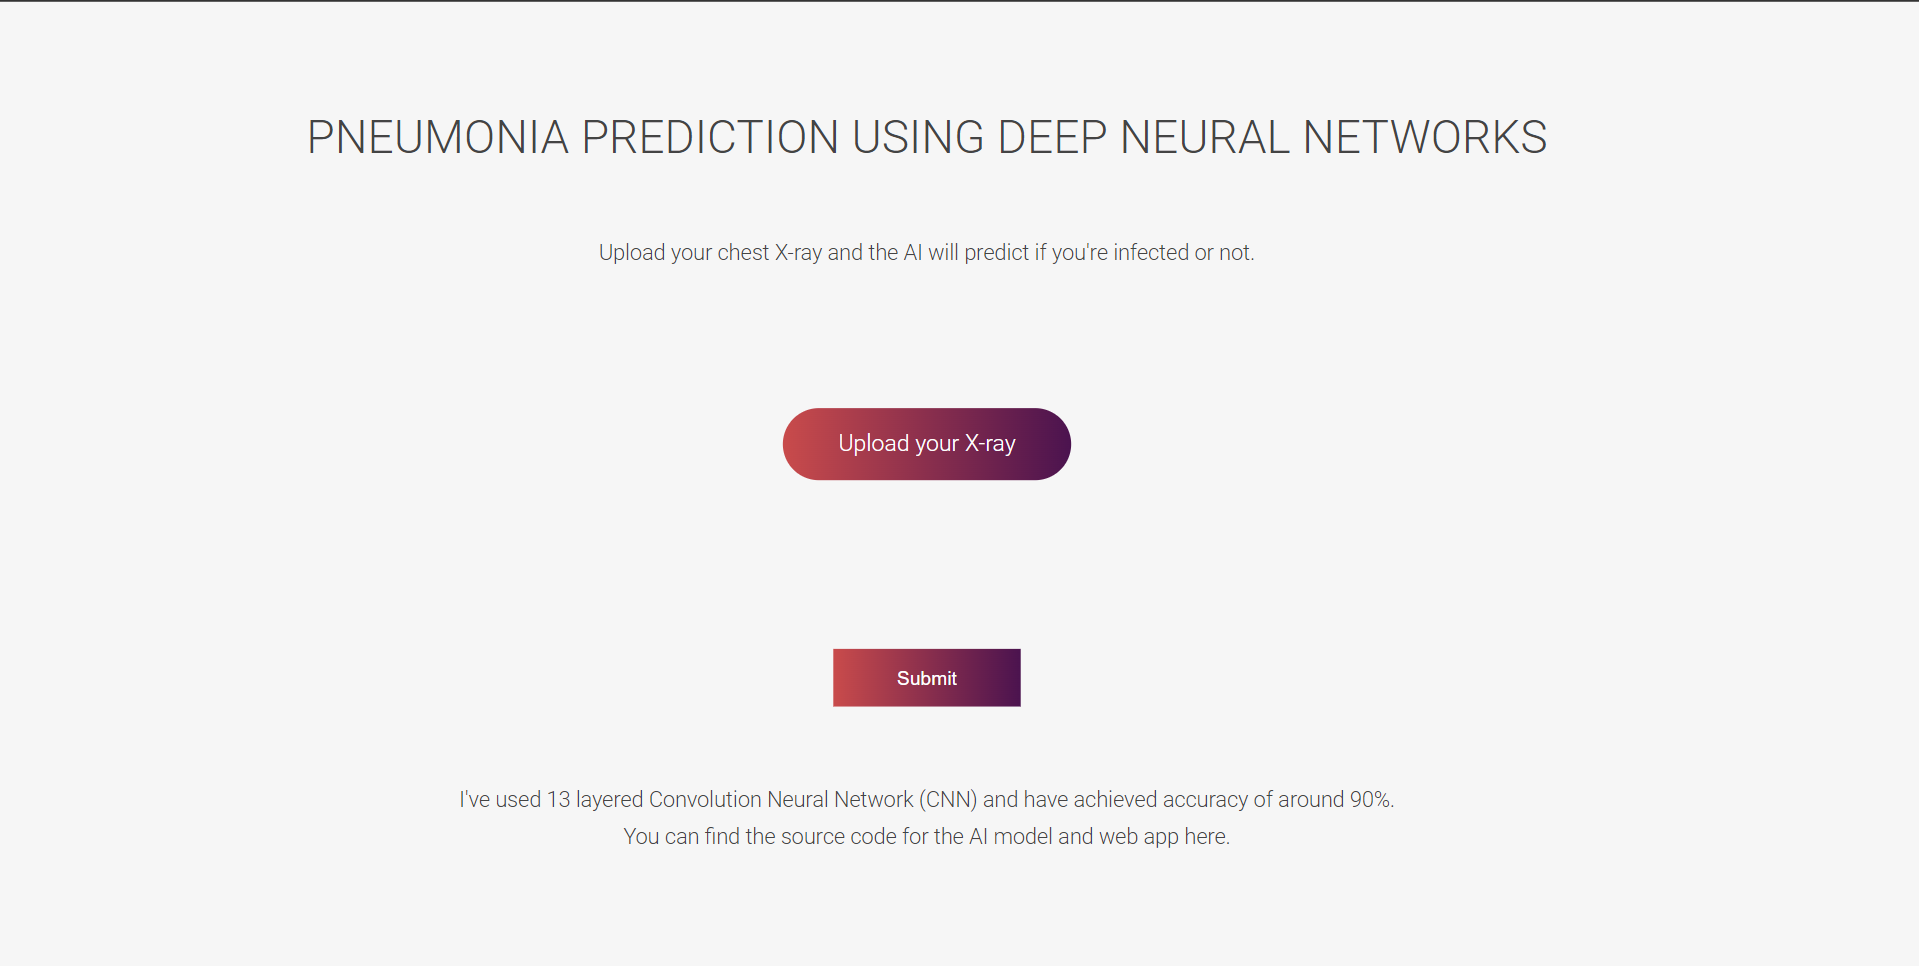 PNEUMONIA PREDICTION USING DEEP NEURAL NETWORKS
Upload your chest X-ray and the AI will predict if you're infected or not.
Upload your X-ray
Submit
I've used 13 layered Convolution Neural Network (CNN) and have achieved accuracy of around 90%.
You can find the source code for the AI model and web app here.